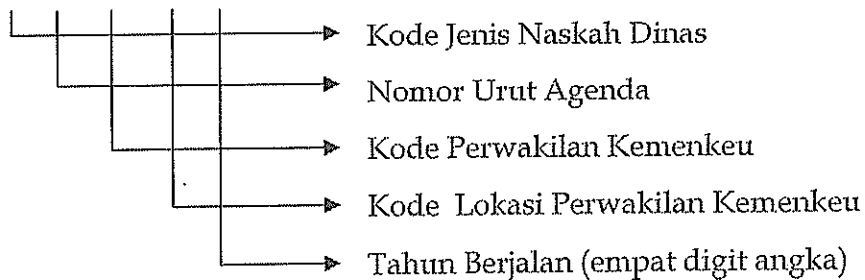 Kode Jenis Naskah Dinas
Nomor Urut Agenda
Kode Perwakilan Kemenkeu
Kode Lokasi Perwakilan Kemenkeu
Tahun Berjalan (empat digit angka)